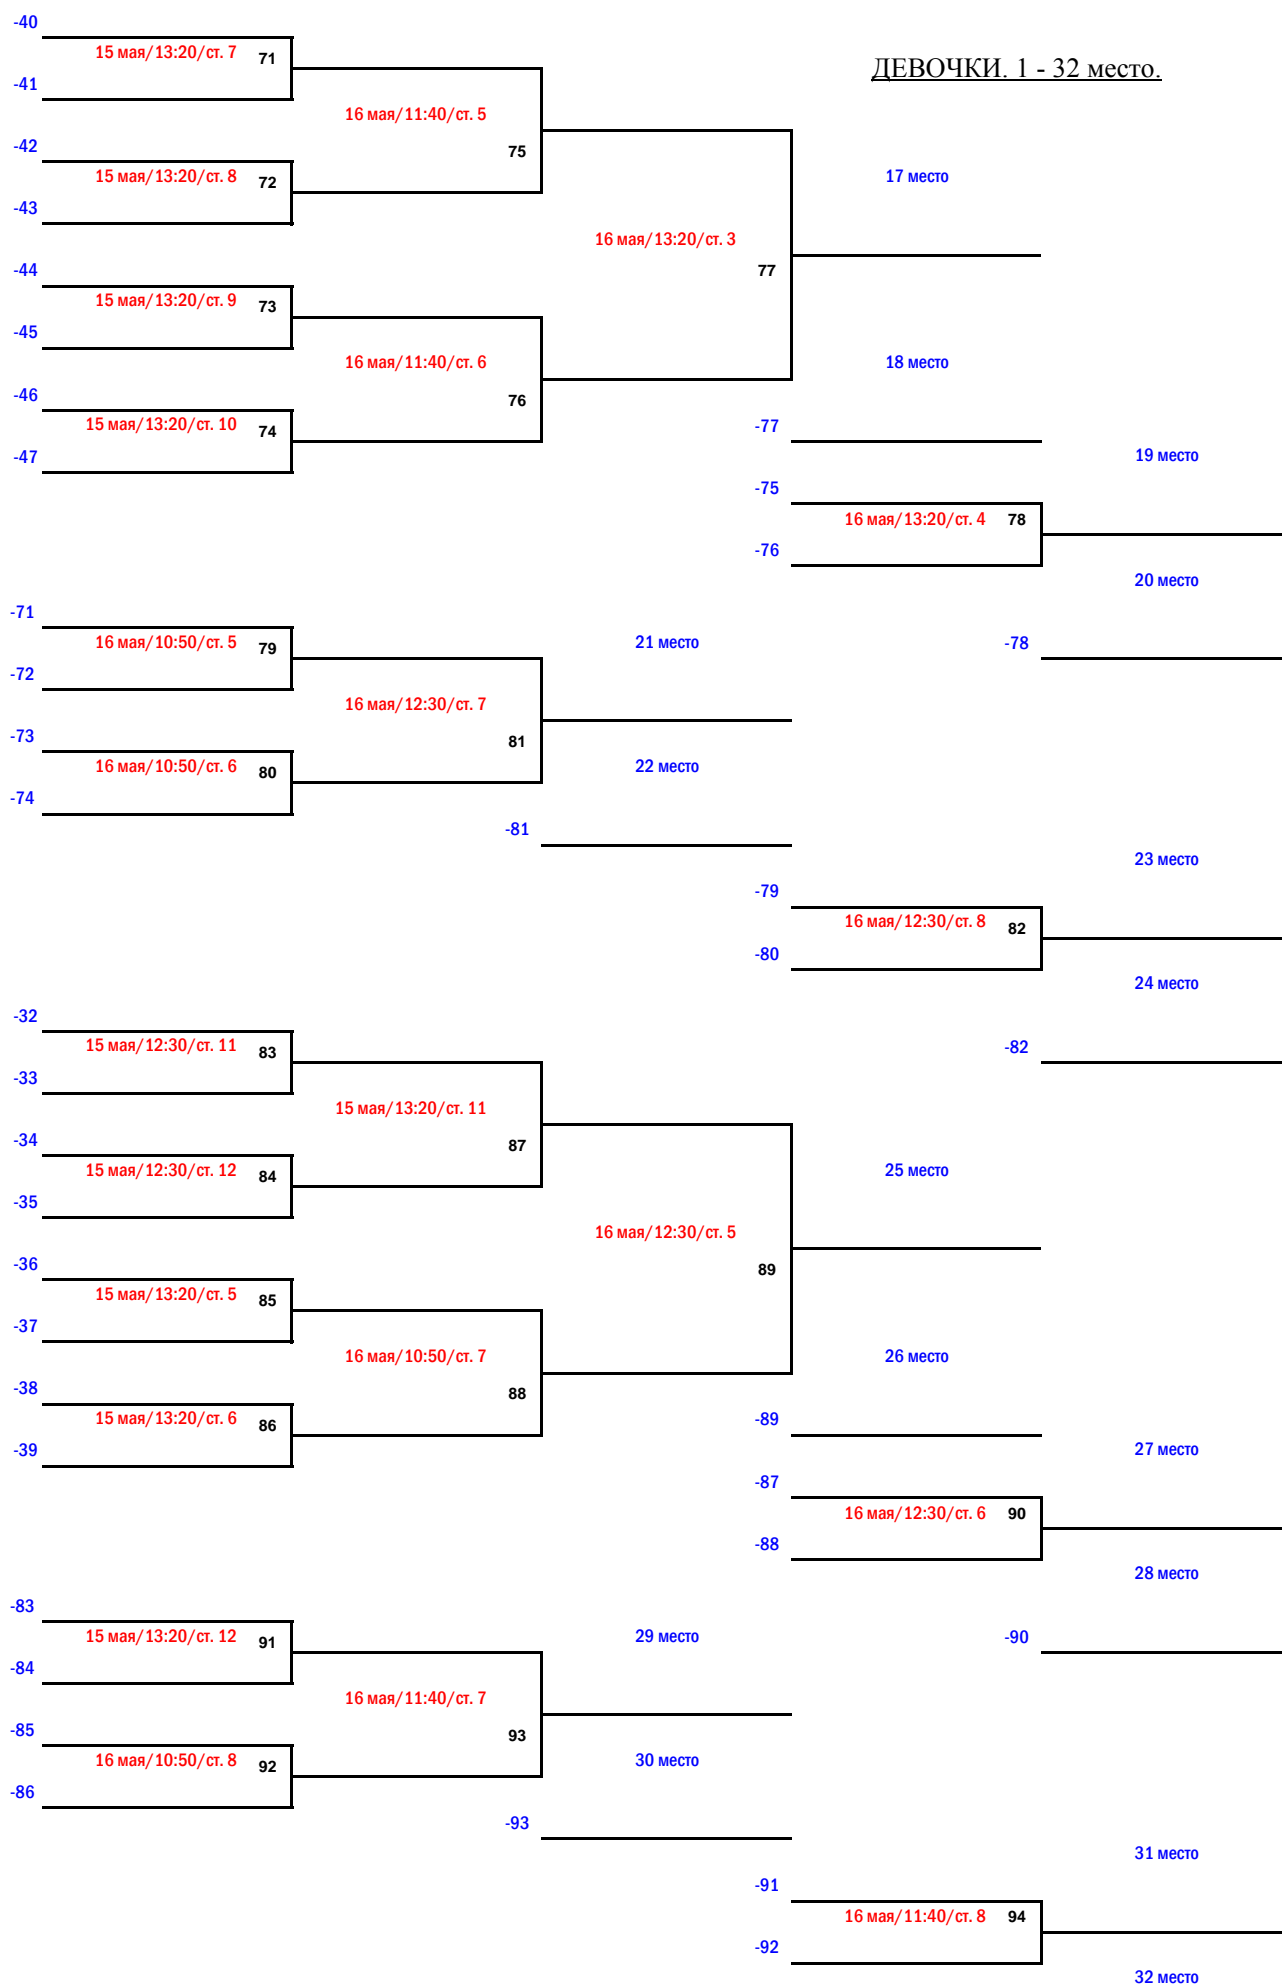 -40
15 мая/13:20/ст. 7 71
ДЕВОЧКИ. 1 - 32 место.
-41
16 мая/11:40/ст. 5
-42
75
15 мая/13:20/ст. 8 72
17 место
-43
16 мая/13:20/ст. 3
-44
77
15 мая/13:20/ст. 9 73
-45
16 мая/11:40/ст. 6
18 место
-46
76
15 мая/13:20/ст. 10 74
-77
-47
19 место
-75
16 мая/13:20/ст. 4 78
-76
20 место
-71
16 мая/10:50/ст. 5 79
21 место
-78
-72
16 мая/12:30/ст. 7
-73
81
16 мая/10:50/ст. 6 80
22 место
-74
-81
23 место
-79
16 мая/12:30/ст. 8 82
-80
24 место
-32
15 мая/12:30/ст. 11 83
-82
-33
15 мая/13:20/ст. 11
-34
87
15 мая/12:30/ст. 12 84
25 место
-35
16 мая/12:30/ст. 5
-36
89
15 мая/13:20/ст. 5 85
-37
16 мая/10:50/ст. 7
26 место
-38
88
15 мая/13:20/ст. 6 86
-89
-39
27 место
-87
16 мая/12:30/ст. 6 90
-88
28 место
-83
15 мая/13:20/ст. 12 91
29 место
-90
-84
16 мая/11:40/ст. 7
-85
93
16 мая/10:50/ст. 8 92
30 место
-86
-93
31 место
-91
16 мая/11:40/ст. 8 94
-92
32 место